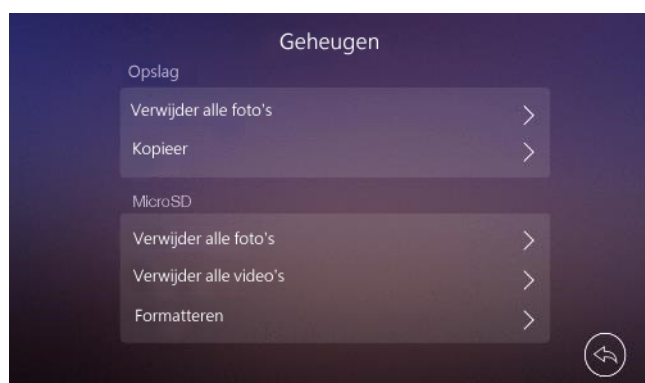 Geheugen
Opslag
Verwijder alle foto's
Kopieer
MicroSD
Verwijder alle foto's
Verwijder alle video's
Formatteren